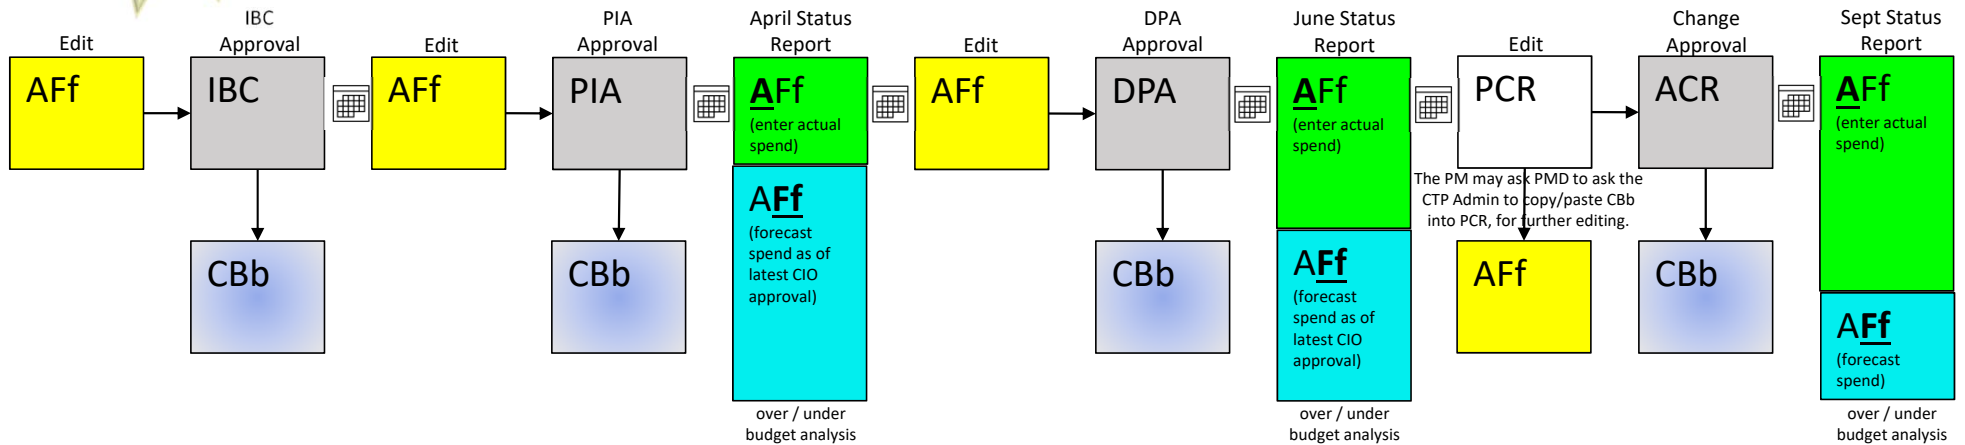 Edit
AFf
IBC
Approval
IBC
CBb
Edit
AFf
PIA
Approval
PIA
CBb
April Status
Report
AFf
(enter actual
spend)
AFf
(forecast
spend as of
latest CIO
approval)
over / under
budget analysis
Edit
AFf
DPA
Approval
DPA
CBb
June Status
Report
AFf
(enter actual
spend)
AFf
(forecast
spend as of
latest CIO
approval)
over / under
budget analysis
Edit
PCR
The PM may ask PMD to ask the
CTP Admin to copy/paste CBb
into PCR, for further editing.
AFf
Change
Approval
ACR
CBb
Sept Status
Report
AFf
(enter actual
spend)
AFf
(forecast
spend)
over / under
budget analysis